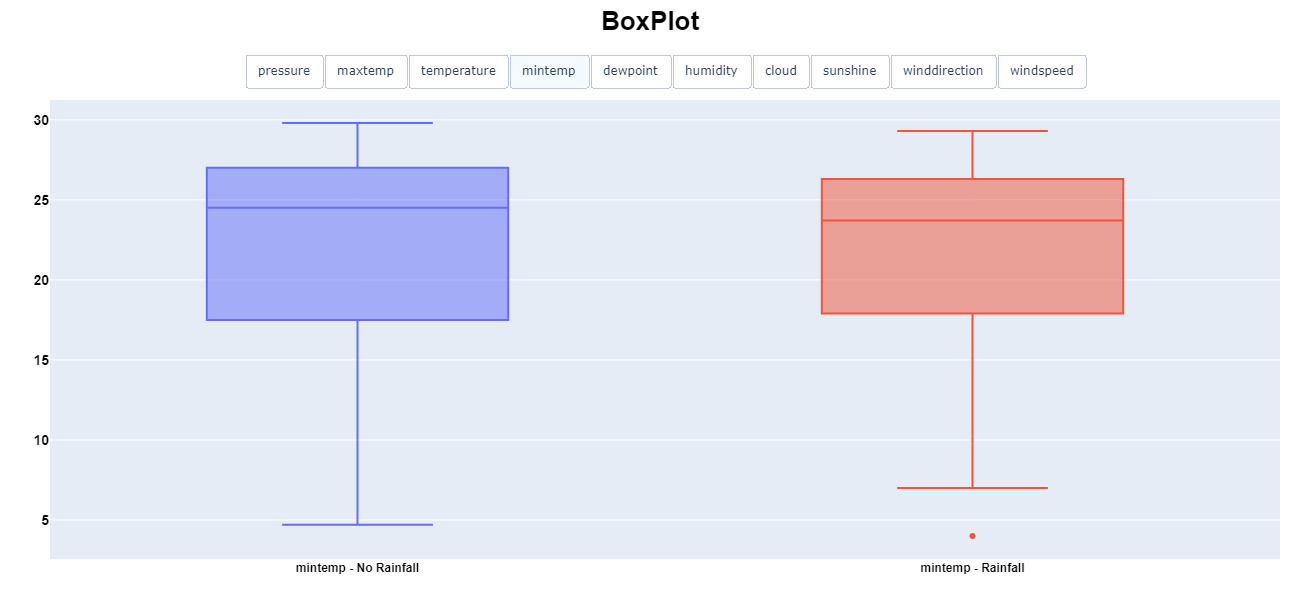 BoxPlot
pressure maxtemp temperature mintemp dewpoint humidity cloud sunshine winddirection windspeed
30
25
20
15
10
5
mintemp - No Rainfall mintemp - Rainfall